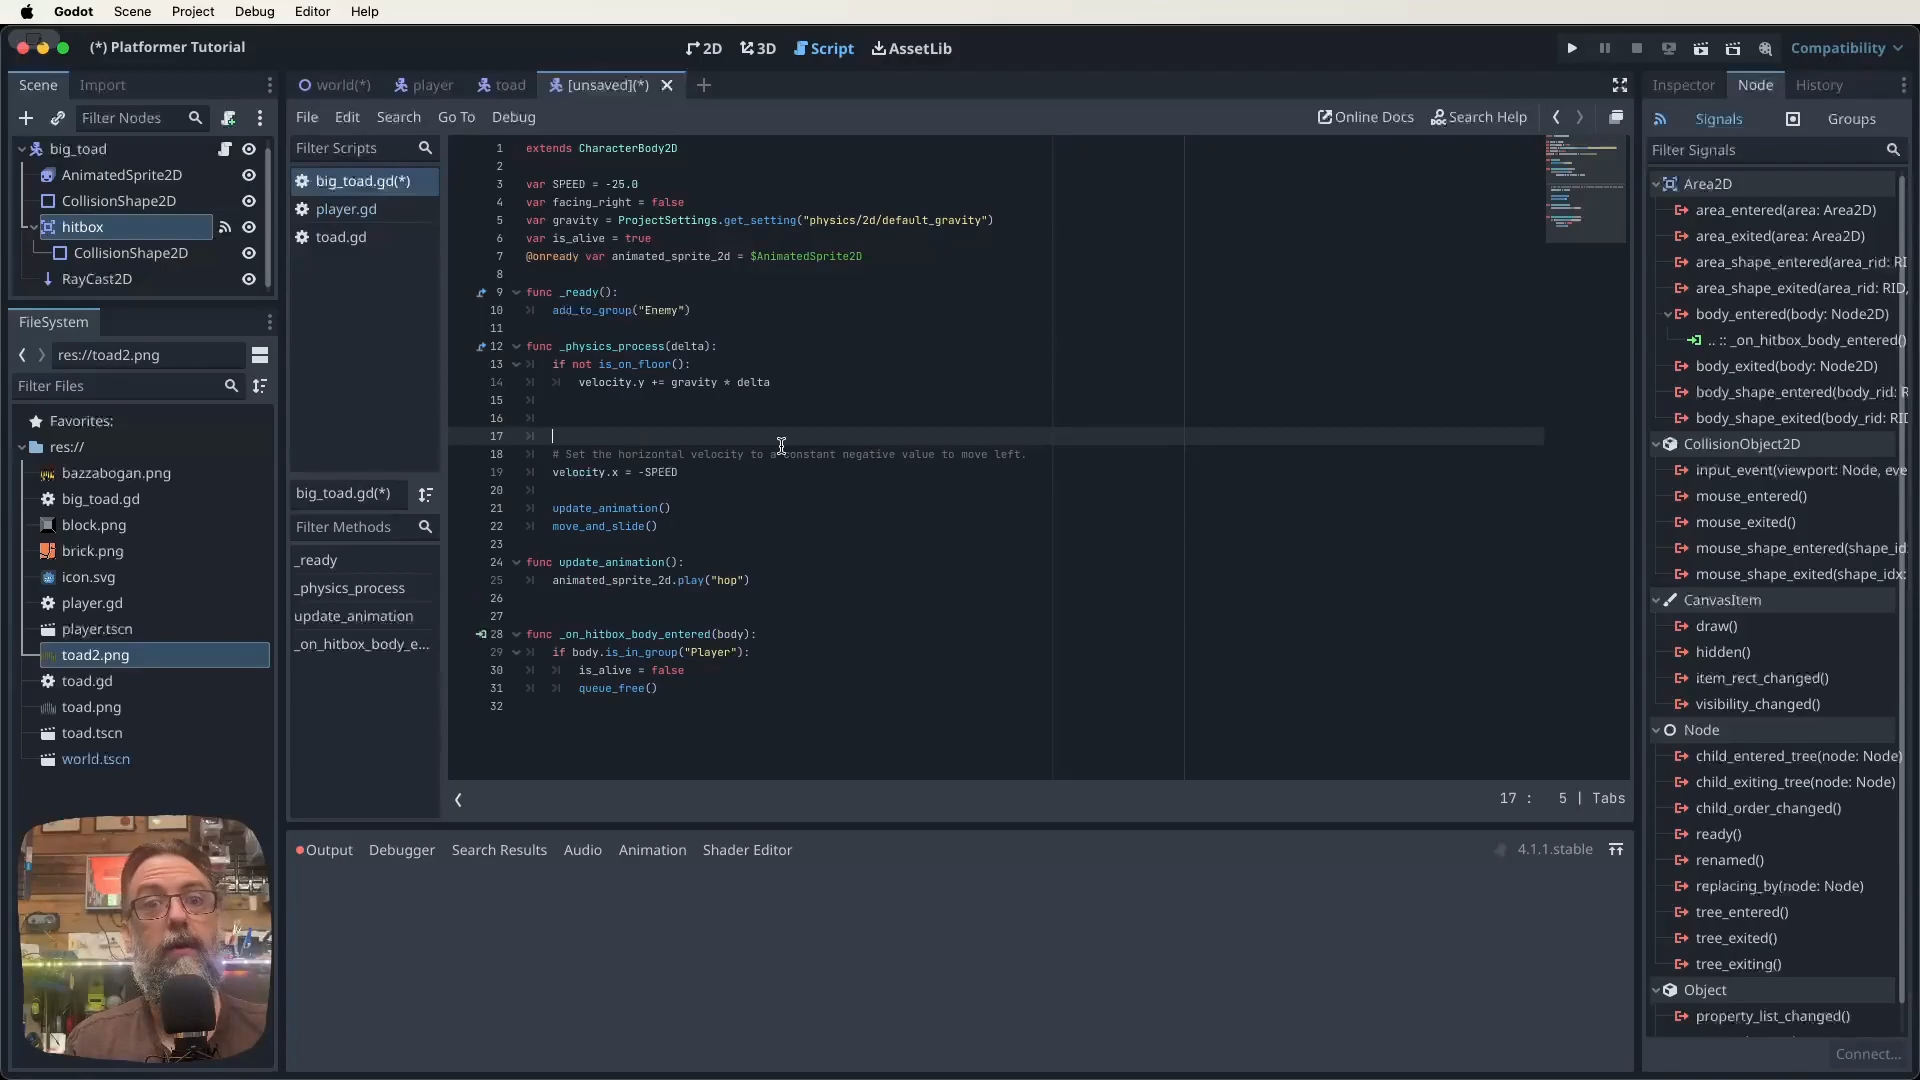 Godot Scene Project Debug Editor Help
(*) Platformer Tutorial
2D 3D Script AssetLib
Compatibility
Scene Import
Filter Nodes
big_toad
AnimatedSprite2D
CollisionShape2D
hitbox
CollisionShape2D
RayCast2D
FileSystem
res://toad2.png
Filter Files
Favorites:
res://
bazzabogan.png
big_toad.gd
block.png
brick.png
icon.svg
player.gd
player.tscn
toad2.png
toad.gd
toad.png
toad.tscn
world.tscn
world(*) player toad [unsaved](*)
File Edit Search Go To Debug
Online Docs Search Help
Filter Scripts
big_toad.gd(*)
player.gd
toad.gd
big_toad.gd(*)
Filter Methods
_ready
_physics_process
update_animation
_on_hitbox_body_e...
1 extends CharacterBody2D
2
3 var SPEED = -25.0
4 var facing_right = false
5 var gravity = ProjectSettings.get_setting("physics/2d/default_gravity")
6 var is_alive = true
7 @onready var animated_sprite_2d = $AnimatedSprite2D
8
9 func _ready():
10 add_to_group("Enemy")
11
12 func _physics_process(delta):
13 if not is_on_floor():
14 velocity.y += gravity * delta
15
16
17
18 # Set the horizontal velocity to a constant negative value to move left.
19 velocity.x = -SPEED
20
21 update_animation()
22 move_and_slide()
23
24 func update_animation():
25 animated_sprite_2d.play("hop")
26
27
28 func _on_hitbox_body_entered(body):
29 if body.is_in_group("Player"):
30 is_alive = false
31 queue_free()
32
17 : 5 | Tabs
Output Debugger Search Results Audio Animation Shader Editor
4.1.1.stable
Inspector Node History
Signals Groups
Filter Signals
Area2D
area_entered(area: Area2D)
area_exited(area: Area2D)
area_shape_entered(area_rid: RI
area_shape_exited(area_rid: RID,
body_entered(body: Node2D)
.. :: _on_hitbox_body_entered()
body_exited(body: Node2D)
body_shape_entered(body_rid: R
body_shape_exited(body_rid: RI
CollisionObject2D
input_event(viewport: Node, eve
mouse_entered()
mouse_exited()
mouse_shape_entered(shape_id
mouse_shape_exited(shape_idx:
CanvasItem
draw()
hidden()
item_rect_changed()
visibility_changed()
Node
child_entered_tree(node: Node)
child_exiting_tree(node: Node)
child_order_changed()
ready()
renamed()
replacing_by(node: Node)
tree_entered()
tree_exited()
tree_exiting()
Object
property_list_changed()
Connect...